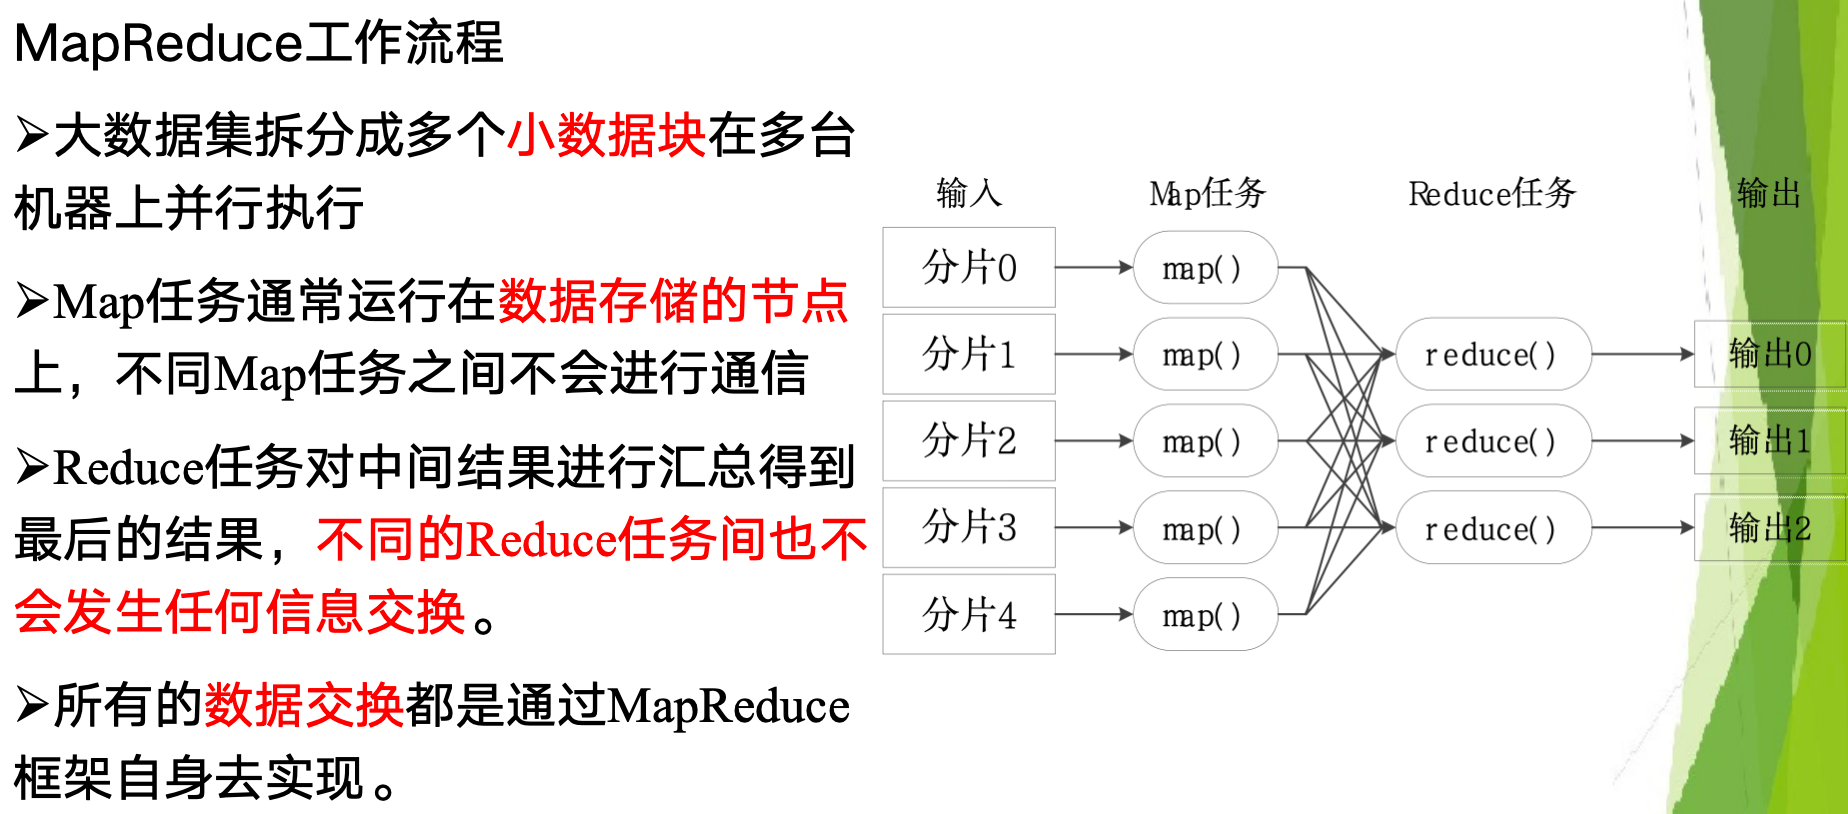 MapReduce工作流程
➢大数据集拆分成多个小数据块在多台
机器上并行执行
➢Map任务通常运行在数据存储的节点
上，不同Map任务之间不会进行通信
➢Reduce任务对中间结果进行汇总得到
最后的结果，不同的Reduce任务间也不
会发生任何信息交换。
➢所有的数据交换都是通过MapReduce
框架自身去实现。
输入 Map任务 Reduce任务 输出
分片0 map()
分片1 map() reduce() 输出0
分片2 map() reduce() 输出1
分片3 map() reduce() 输出2
分片4 map()